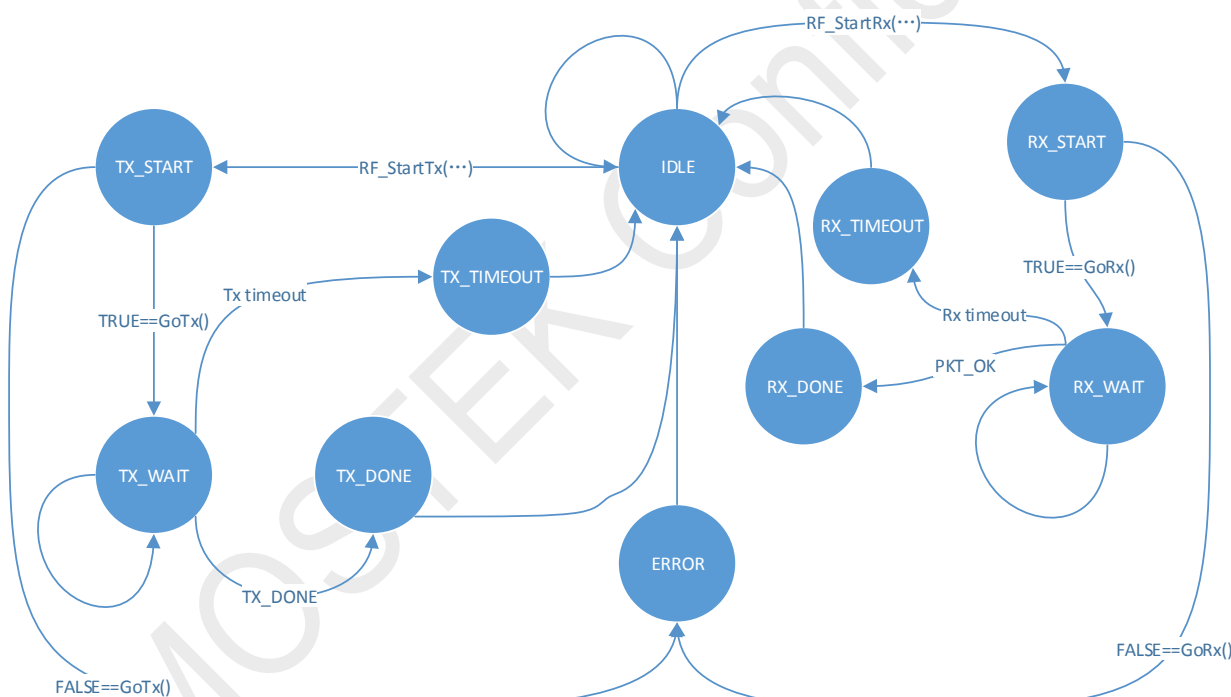 RF_StartRx(⋯)
TX_START
RF_StartTx(⋯)
IDLE
RX_START
RX_TIMEOUT
TX_TIMEOUT
TRUE==GoRx()
Tx timeout
TRUE==GoTx()
Rx timeout
PKT_OK
RX_DONE
RX_WAIT
TX_WAIT
TX_DONE
ERROR
TX_DONE
FALSE==GoRx()
FALSE==GoTx()